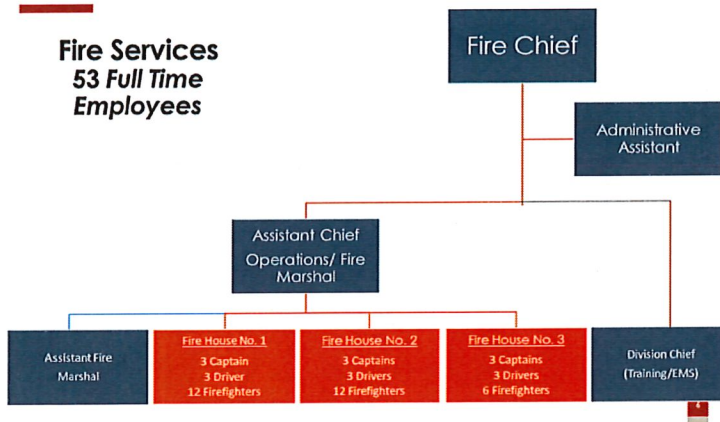 Fire Services
53 Full Time
Employees
Fire Chief
Administrative
Assistant
Assistant Chief
Operations/ Fire
Marshal
Assistant Fire
Marshal
Fire House No. 1
3 Captain
3 Driver
12 Firefighters
Fire House No. 2
3 Captains
3 Drivers
12 Firefighters
Fire House No. 3
3 Captains
3 Drivers
6 Firefighters
Division Chief
(Training/EMS)
4